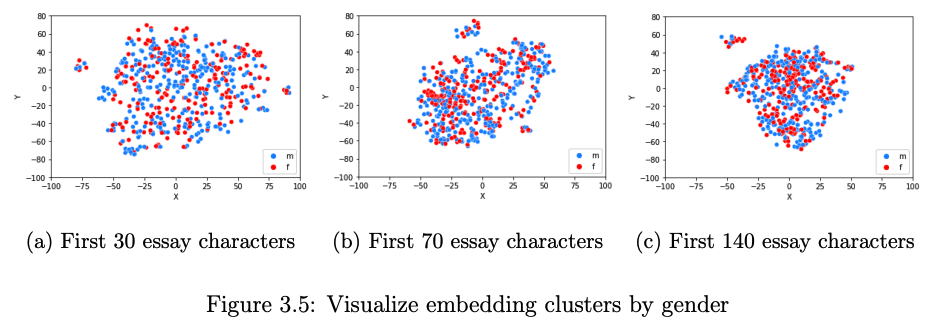 80
60
40
20
0
−20
−40
−60
−80
−100
Y
−100 −75 −50 −25 0 25 50 75 100
X
m
f
80
60
40
20
0
−20
−40
−60
−80
−100
Y
−100 −75 −50 −25 0 25 50 75 100
X
m
f
80
60
40
20
0
−20
−40
−60
−80
−100
Y
−100 −75 −50 −25 0 25 50 75 100
X
m
f
(a) First 30 essay characters
(b) First 70 essay characters
(c) First 140 essay characters
Figure 3.5: Visualize embedding clusters by gender